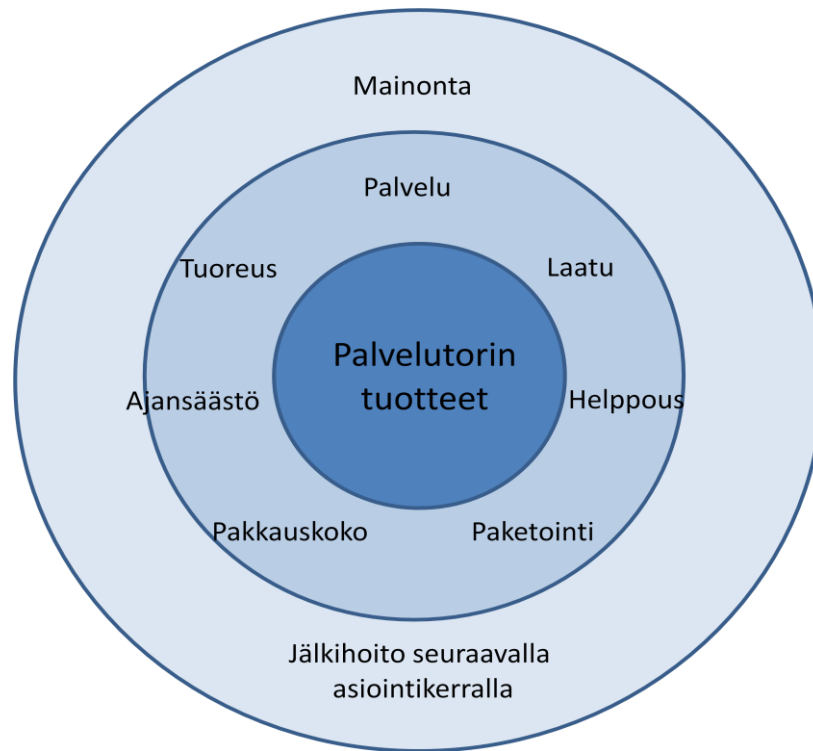 Mainonta
Palvelu
Tuoreus
Laatu
Palvelutorin
tuotteet
Ajansäästö
Helppous
Pakkauskoko
Paketointi
Jälkihoito seuraavalla
asiointikerralla